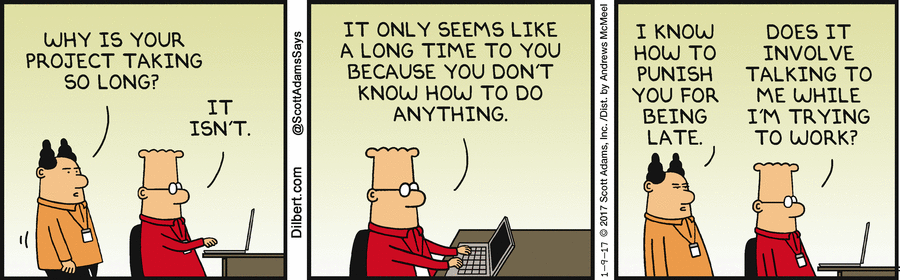 WHY IS YOUR
PROJECT TAKING
SO LONG?
IT
ISN'T.
Dilbert.com @ScottAdamsSays
IT ONLY SEEMS LIKE
A LONG TIME TO YOU
BECAUSE YOU DON'T
KNOW HOW TO DO
ANYTHING.
1-9-17 © 2017 Scott Adams, Inc. /Dist. by Andrews McMeel
I KNOW
HOW TO
PUNISH
YOU FOR
BEING
LATE.
DOES IT
INVOLVE
TALKING TO
ME WHILE
I'M TRYING
TO WORK?